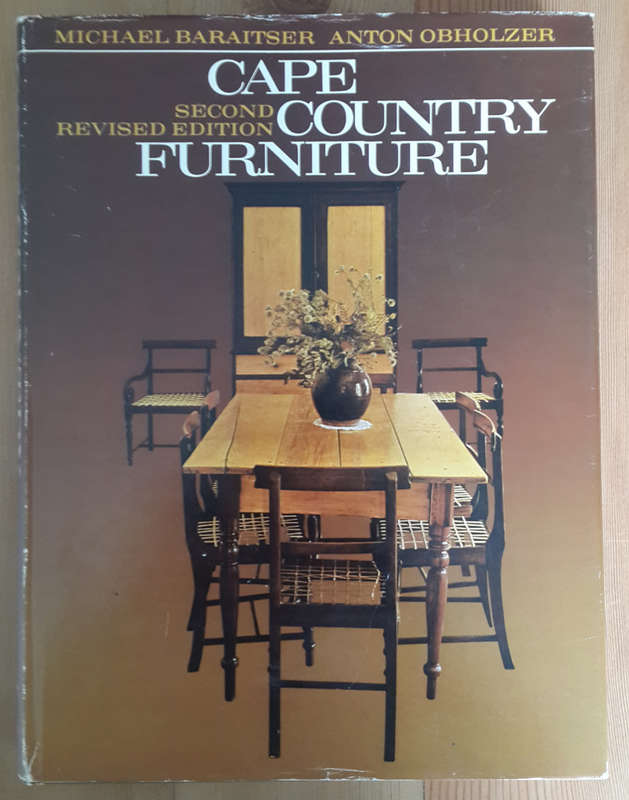 MICHAEL BARAITSER ANTON OBHOLZER
CAPE
SECOND
REVISED EDITION
COUNTRY
FURNITURE